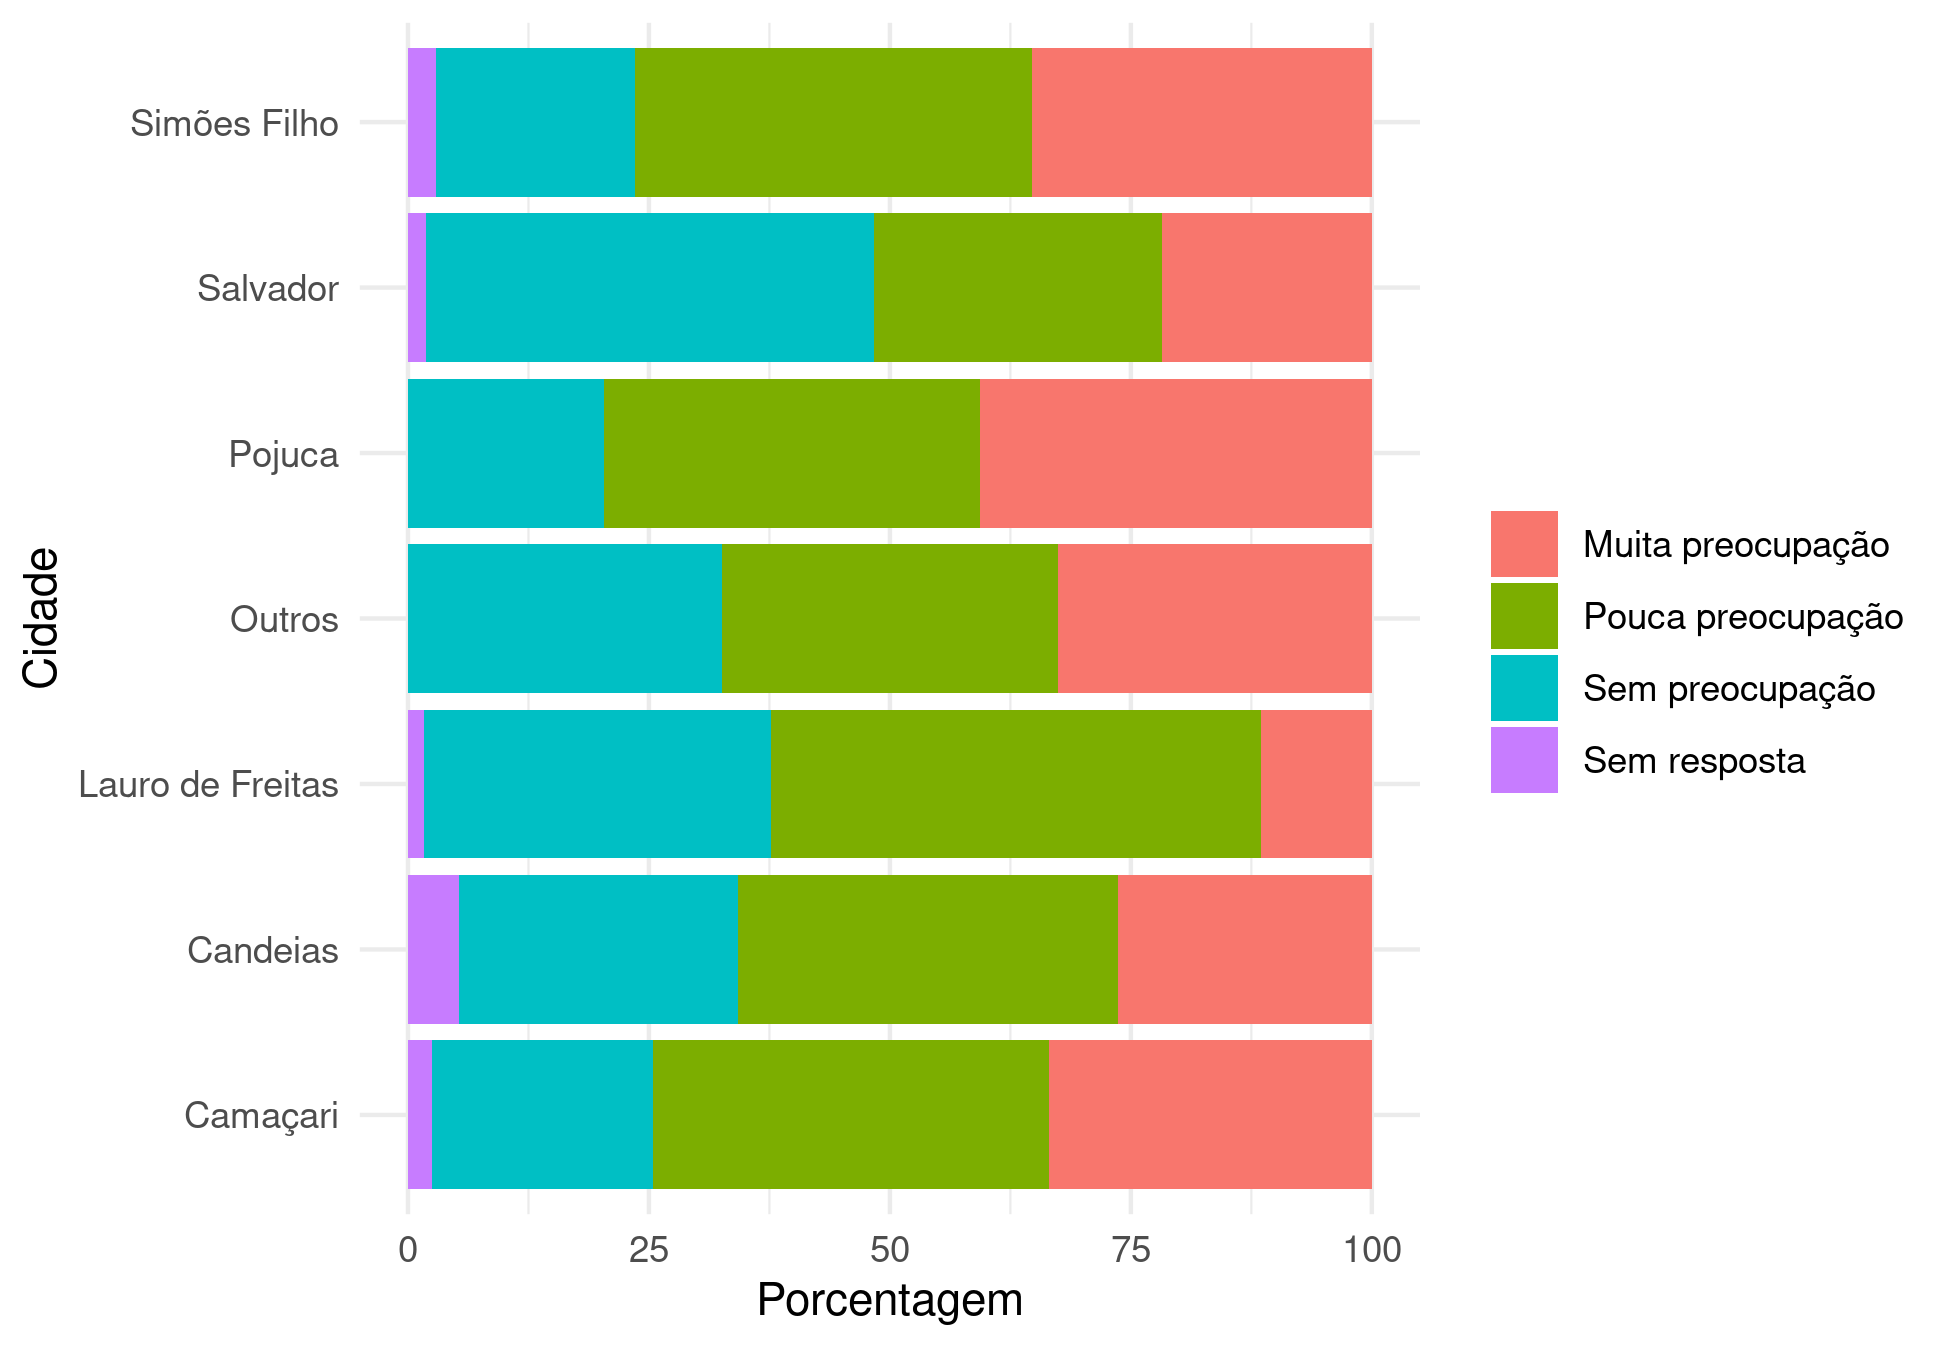 Simões Filho
Salvador
Pojuca
Outros
Lauro de Freitas
Candeias
Camaçari
Cidade
0 25 50 75 100
Porcentagem
Muita preocupação
Pouca preocupação
Sem preocupação
Sem resposta